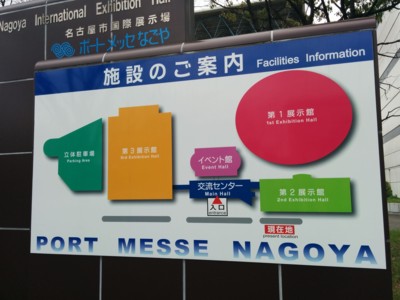 Nagoya International Exhibition Hall
名古屋市国際展示場
ポートメッセなごや
施設のご案内 Facilities Information
第1展示館
1st Exhibition Hall
第3展示館
3rd Exhibition Hall
立体駐車場
Parking Area
イベント館
Event Hall
交流センター
Main Hall
第2展示館
2nd Exhibition Hall
入口
entrance
現在地
present location
PORT MESSE NAGOYA